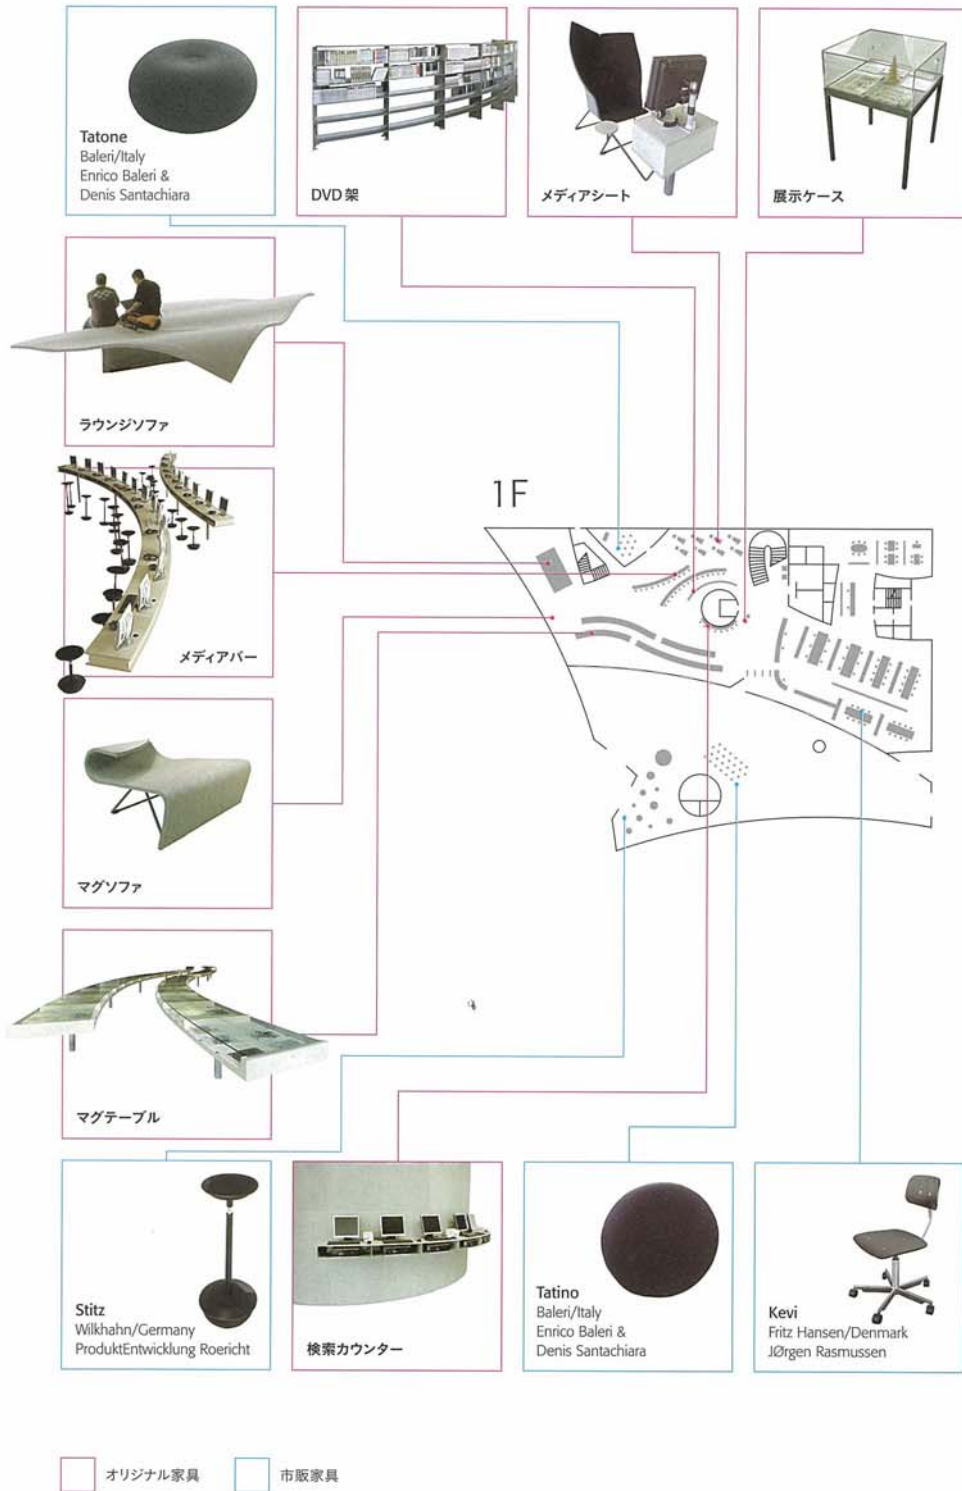 Tatone
Baleri/Italy
Enrico Baleri &
Denis Santachiara
DVD架
メディアシート
展示ケース
ラウンジソファ
1F
メディアバー
マグソファ
マグテーブル
Stitz
Wilkhahn/Germany
ProduktEntwicklung Roericht
検索カウンター
Tatino
Baleri/Italy
Enrico Baleri &
Denis Santachiara
Kevi
Fritz Hansen/Denmark
JØrgen Rasmussen
オリジナル家具
市販家具